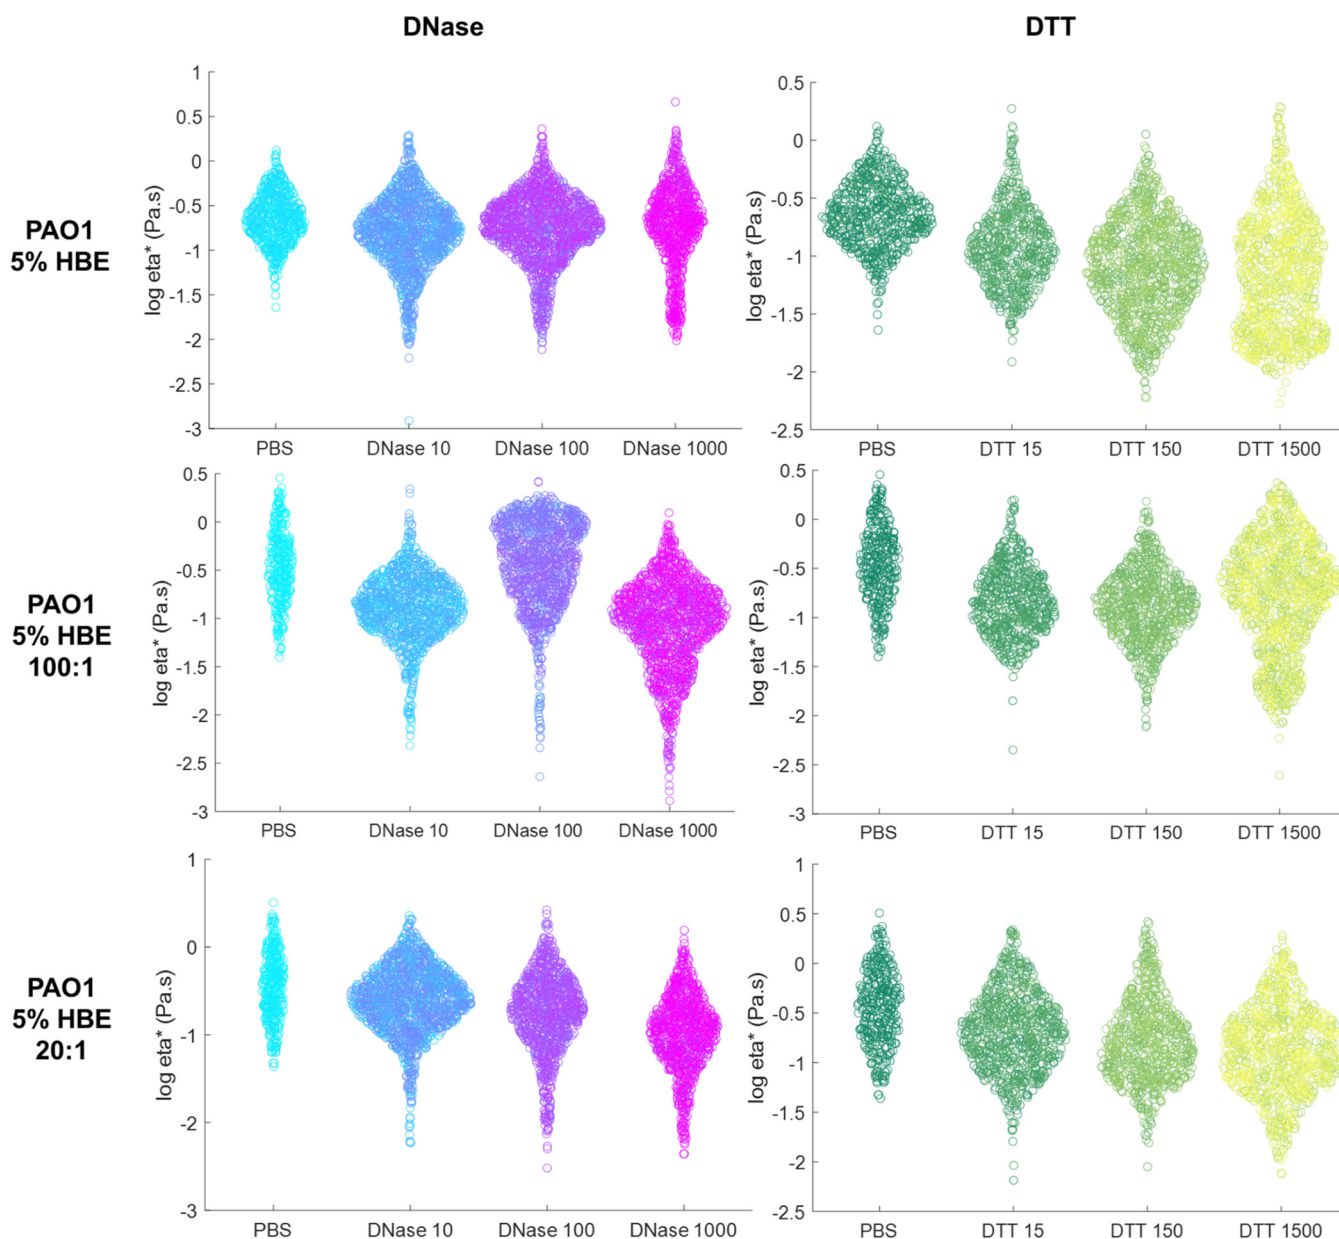 DNase
DTT
PAO1
5% HBE
log eta* (Pa.s)
1
0.5
0
-0.5
-1
-1.5
-2
-2.5
-3
PBS
DNase 10
DNase 100
DNase 1000
log eta* (Pa.s)
0.5
0
-0.5
-1
-1.5
-2
-2.5
PBS
DTT 15
DTT 150
DTT 1500
PAO1
5% HBE
100:1
log eta* (Pa.s)
0.5
0
-0.5
-1
-1.5
-2
-2.5
-3
PBS
DNase 10
DNase 100
DNase 1000
log eta* (Pa.s)
0.5
0
-0.5
-1
-1.5
-2
-2.5
-3
PBS
DTT 15
DTT 150
DTT 1500
PAO1
5% HBE
20:1
log eta* (Pa.s)
1
0
-1
-2
-3
PBS
DNase 10
DNase 100
DNase 1000
log eta* (Pa.s)
1
0.5
0
-0.5
-1
-1.5
-2
-2.5
PBS
DTT 15
DTT 150
DTT 1500